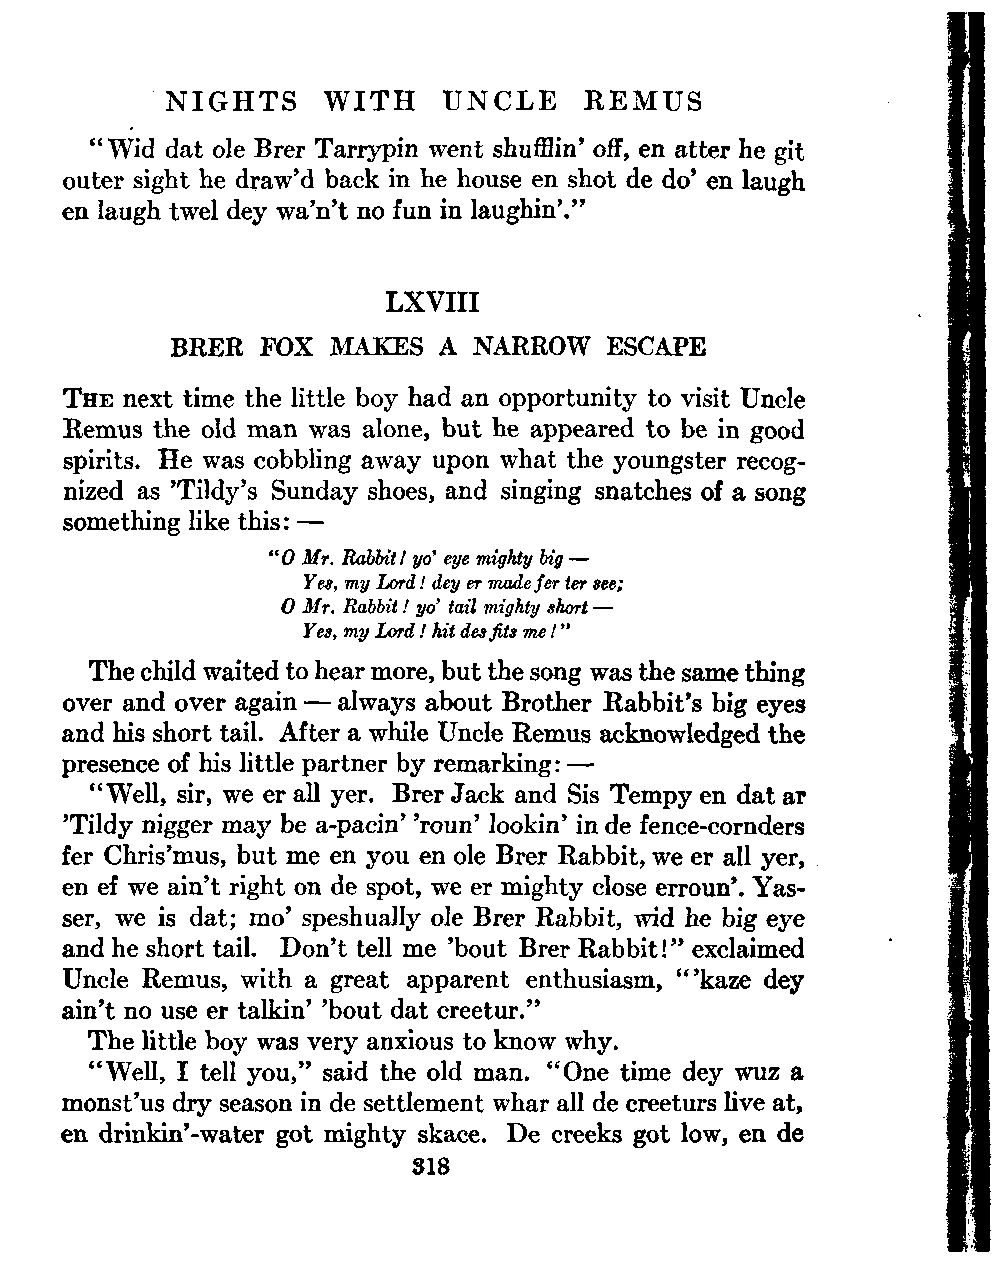 NIGHTS WITH UNCLE REMUS
“Wid dat ole Brer Tarrypin went shufflin’ off, en atter he git
outer sight he draw’d back in he house en shot de do’ en laugh
en laugh twel dey wa’n’t no fun in laughin’.”
LXVIII
BRER FOX MAKES A NARROW ESCAPE
THE next time the little boy had an opportunity to visit Uncle
Remus the old man was alone, but he appeared to be in good
spirits. He was cobbling away upon what the youngster recog-
nized as ’Tildy’s Sunday shoes, and singing snatches of a song
something like this: —
“O Mr. Rabbit! yo’ eye mighty big —
Yes, my Lord! dey er made fer ter see;
O Mr. Rabbit! yo’ tail mighty short —
Yes, my Lord! hit des fits me!”
The child waited to hear more, but the song was the same thing
over and over again — always about Brother Rabbit’s big eyes
and his short tail. After a while Uncle Remus acknowledged the
presence of his little partner by remarking: —
“Well, sir, we er all yer. Brer Jack and Sis Tempy en dat ar
’Tildy nigger may be a-pacin’ ’roun’ lookin’ in de fence-cornders
fer Chris’mus, but me en you en ole Brer Rabbit, we er all yer,
en ef we ain’t right on de spot, we er mighty close erroun’. Yas-
ser, we is dat; mo’ speshually ole Brer Rabbit, wid he big eye
and he short tail. Don’t tell me ’bout Brer Rabbit!” exclaimed
Uncle Remus, with a great apparent enthusiasm, “’kaze dey
ain’t no use er talkin’ ’bout dat creetur.”
The little boy was very anxious to know why.
“Well, I tell you,” said the old man. “One time dey wuz a
monst’us dry season in de settlement whar all de creeturs live at,
en drinkin’-water got mighty skace. De creeks got low, en de
318